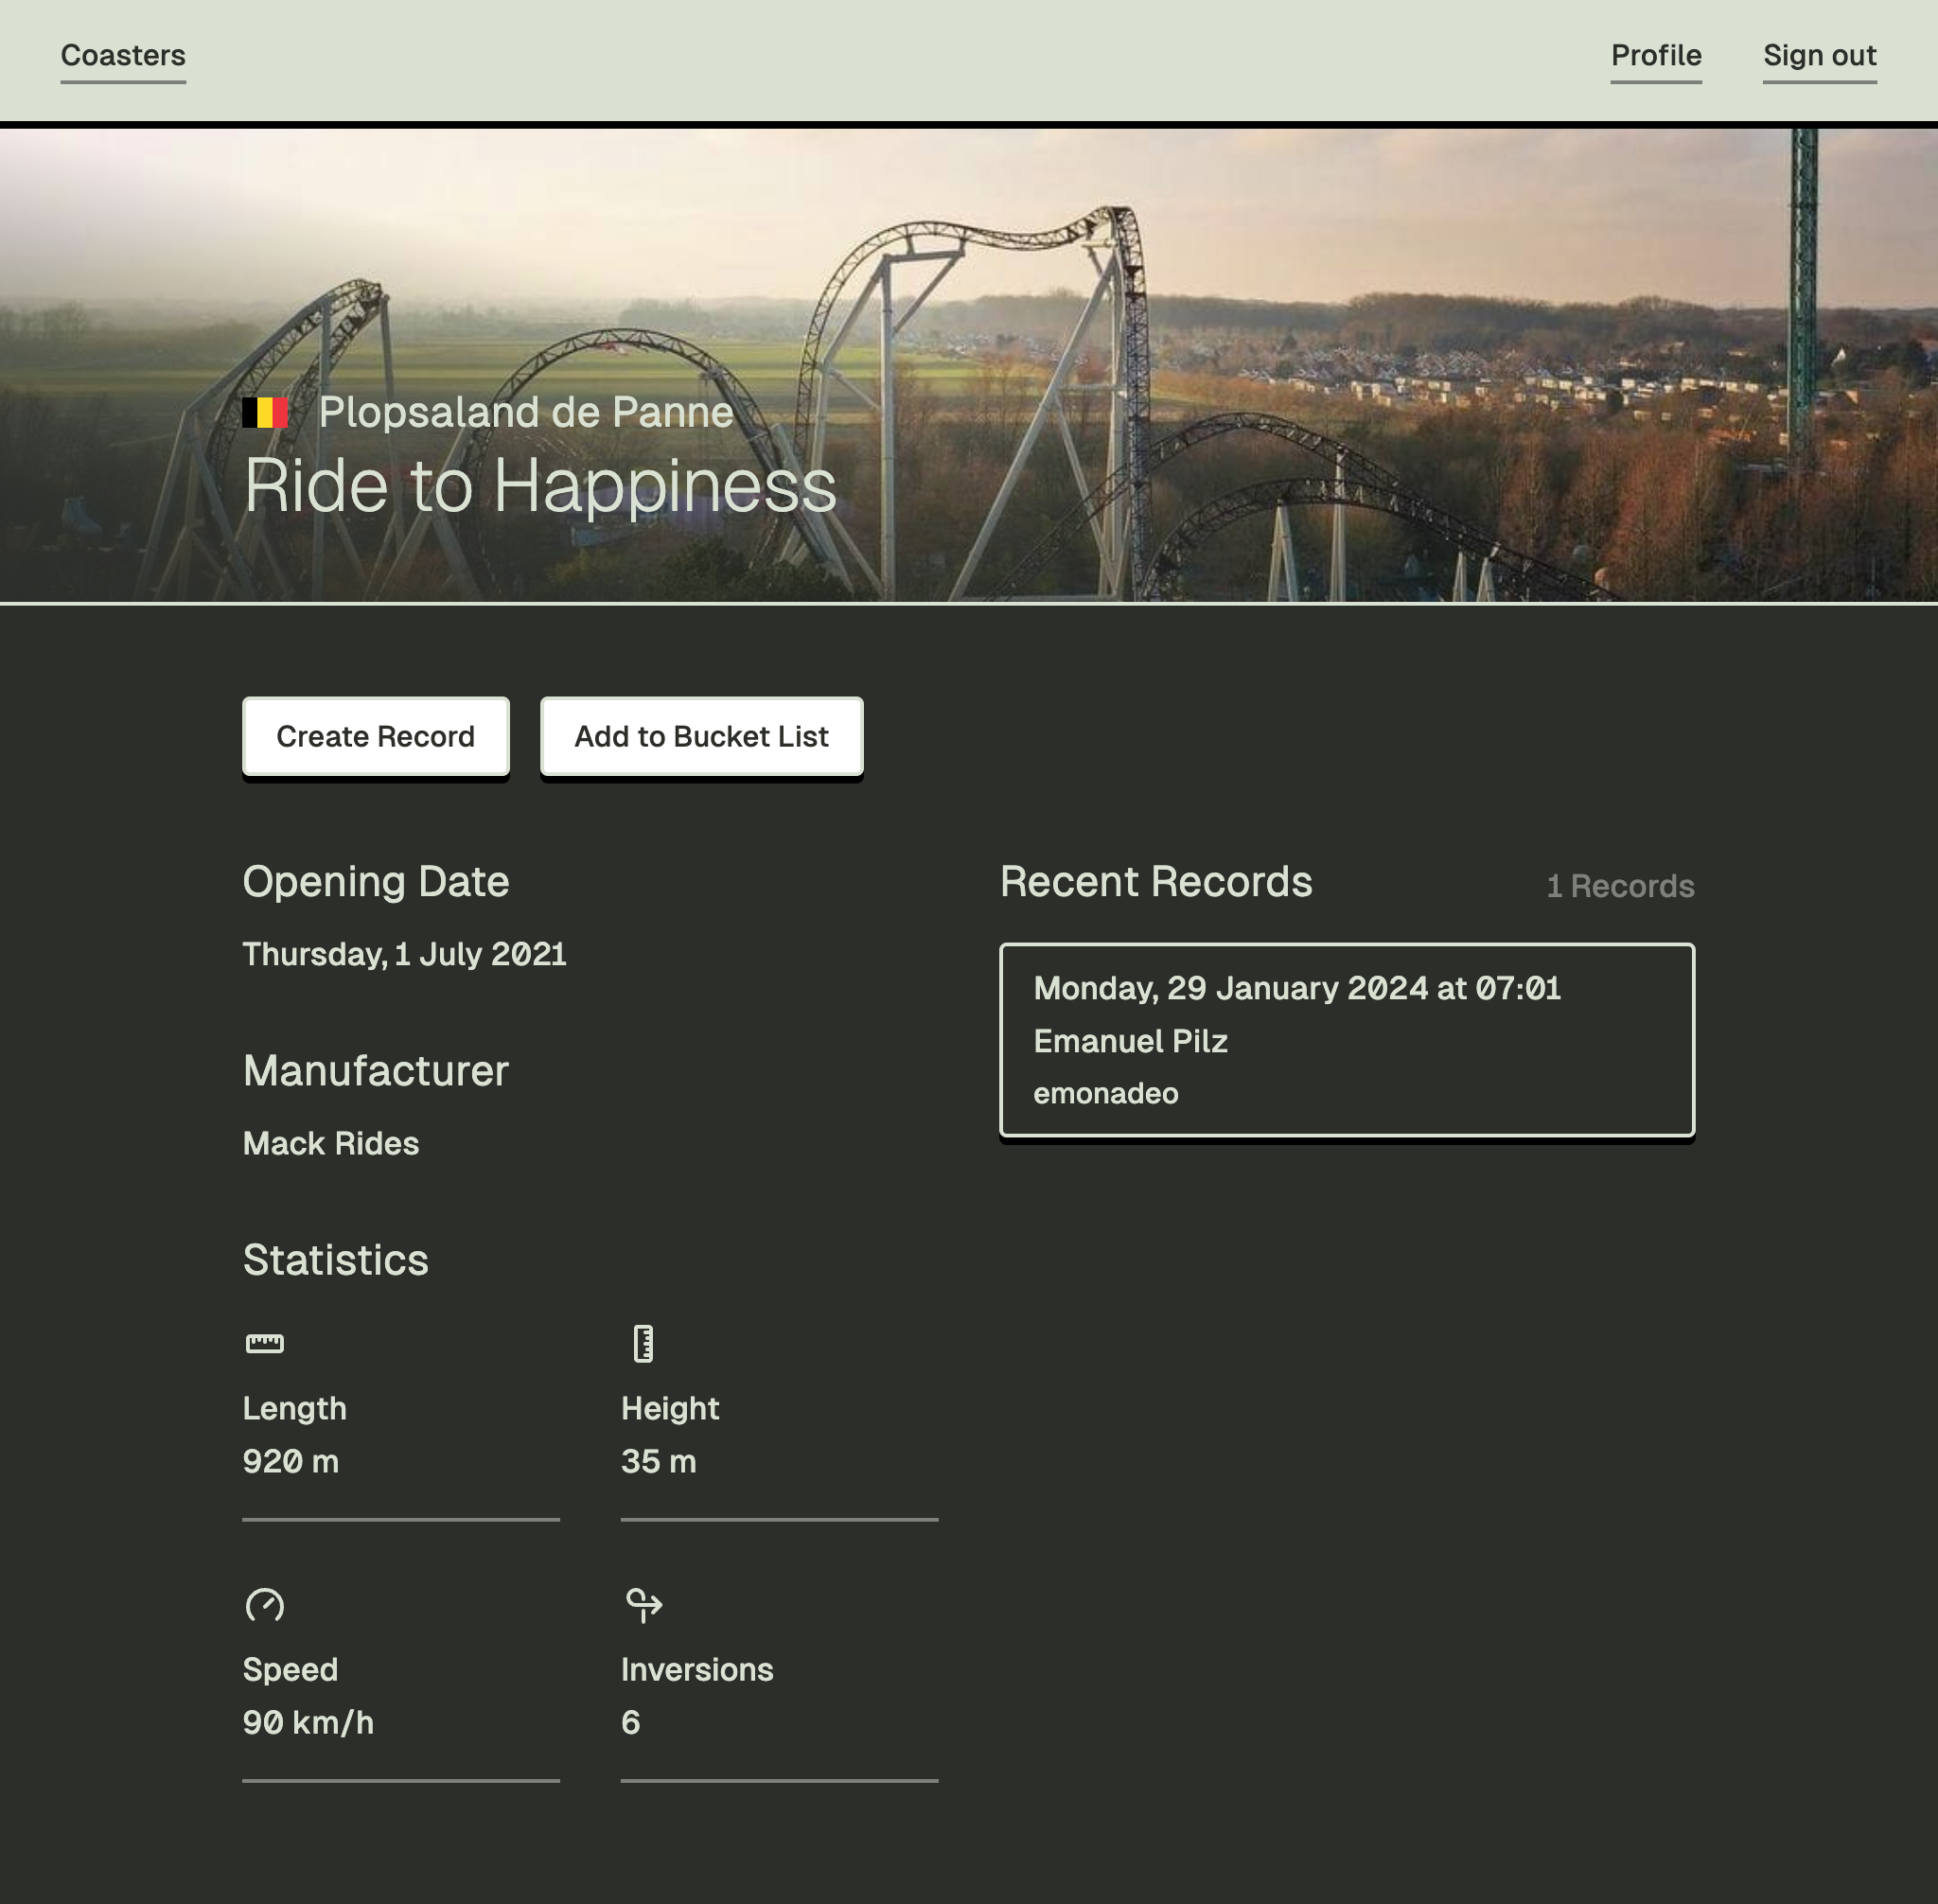 Coasters
Profile
Sign out
Plopsaland de Panne
Ride to Happiness
Create Record
Add to Bucket List
Opening Date
Thursday, 1 July 2021
Manufacturer
Mack Rides
Statistics
Length
920 m
Height
35 m
Speed
90 km/h
Inversions
6
Recent Records
1 Records
Monday, 29 January 2024 at 07:01
Emanuel Pilz
emonadeo